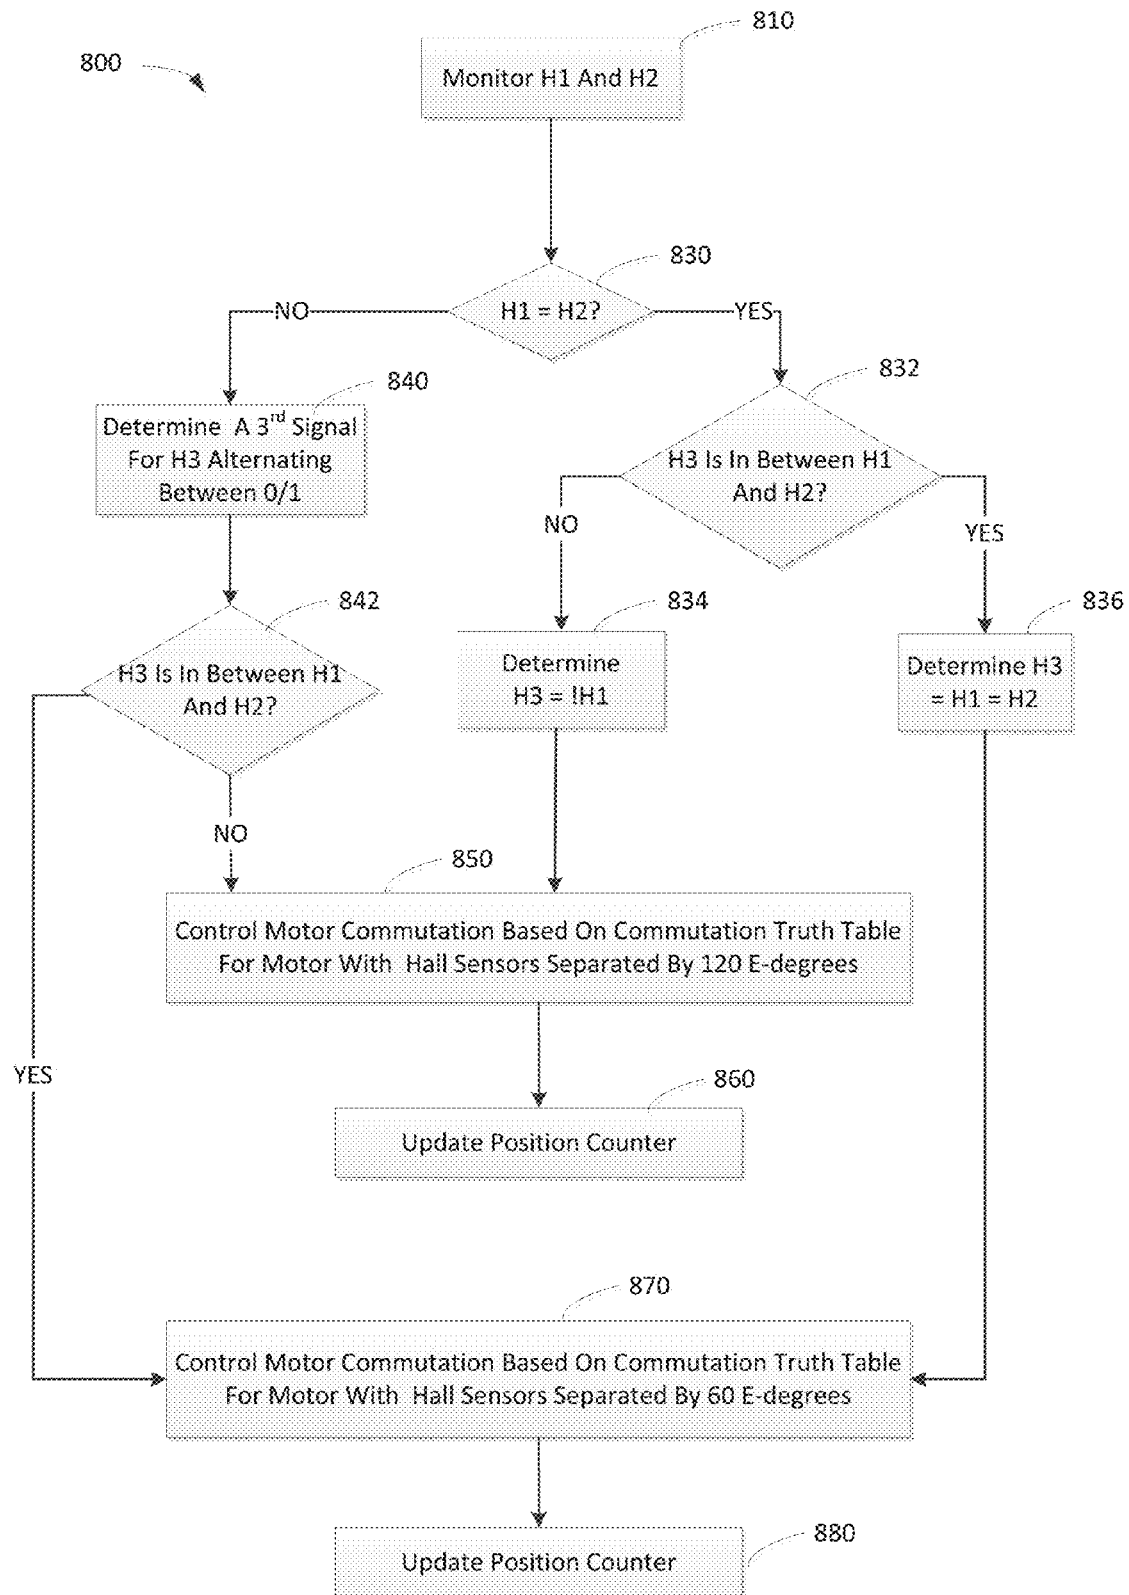 810
800
Monitor H1 And H2
830
H1 = H2?
NO
YES
840
832
Determine A 3rd Signal
For H3 Alternating
Between 0/1
H3 Is In Between H1
And H2?
NO
YES
842
834
836
H3 Is In Between H1
And H2?
Determine
H3 = !H1
Determine H3
= H1 = H2
NO
850
Control Motor Commutation Based On Commutation Truth Table
For Motor With Hall Sensors Separated By 120 E-degrees
YES
860
Update Position Counter
870
Control Motor Commutation Based On Commutation Truth Table
For Motor With Hall Sensors Separated By 60 E-degrees
880
Update Position Counter